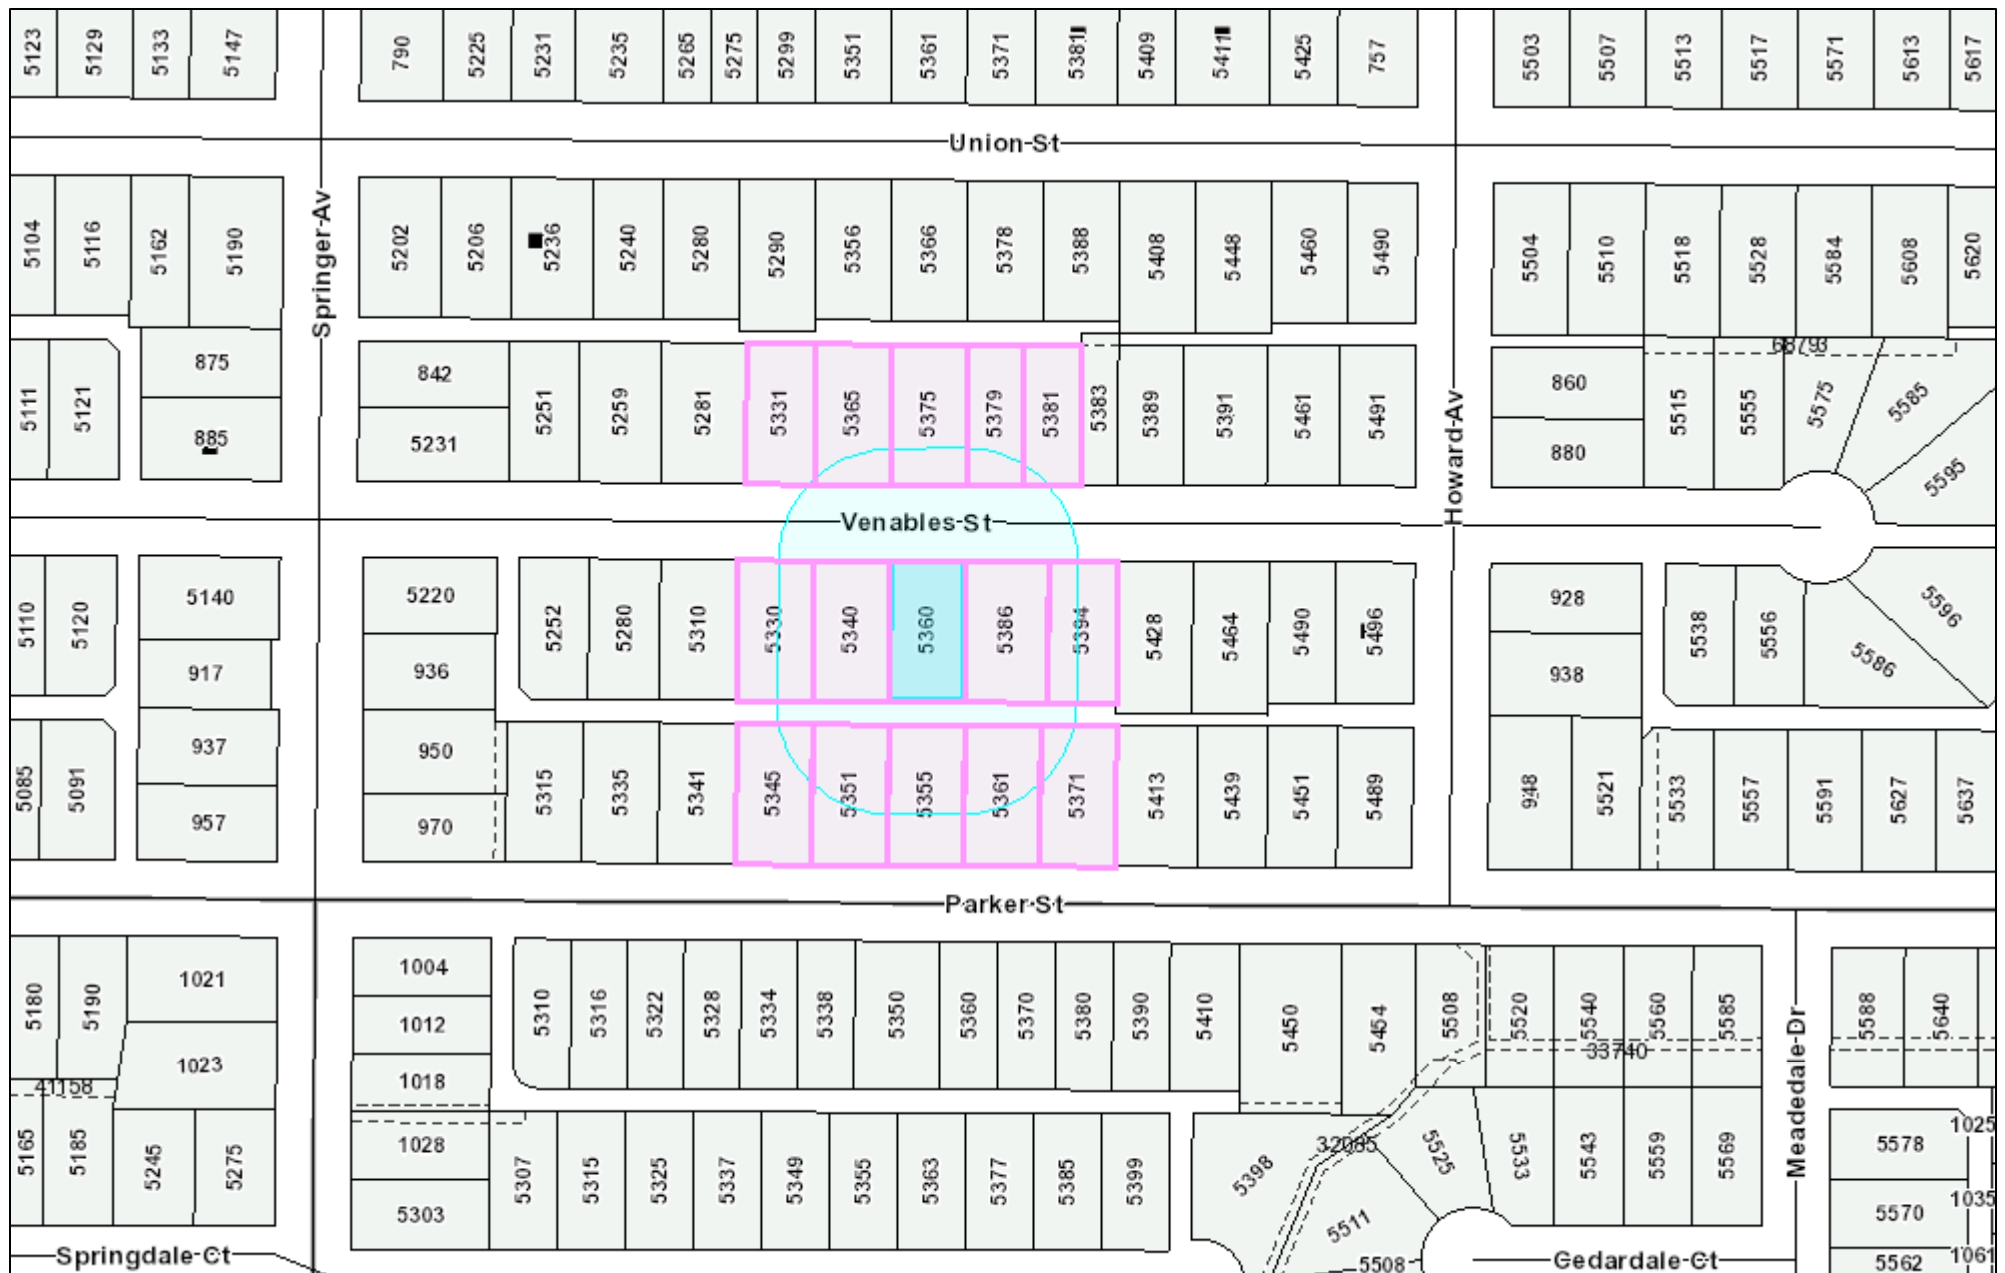 5123 5129 5133 5147 790 5225 5231 5235 5265 5275 5299 5351 5361 5371 5381 5409 5411 5425 757 5503 5507 5513 5517 5571 5613 5617
Union St
Springer Av
5104 5116 5162 5190 5202 5206 5236 5240 5280 5290 5356 5366 5378 5388 5408 5448 5460 5490 5504 5510 5518 5528 5584 5608 5620
68793
875 842 860
5111 5121 5251 5259 5281 5331 5365 5375 5379 5381 5383 5389 5391 5461 5491 5515 5555 5575 5585
Howard Av
885 5231 880 5595
Venables St
5140 5220 928
5110 5120 5252 5280 5310 5330 5340 5360 5386 5394 5428 5464 5490 5496 5538 5556 5586 5596
917 936 938
937 950
5085 5091 5315 5335 5341 5345 5351 5355 5361 5371 5413 5439 5451 5489 948 5521 5533 5557 5591 5627 5637
957 970
Parker St
1021 1004
5180 5190 5310 5316 5322 5328 5334 5338 5350 5360 5370 5380 5390 5410 5450 5454 5508 5520 5540 5560 5585 5588 5640
1012
33740
Meadedale Dr
1023 1018
41158
1028 32085 5578 1025
5165 5185 5245 5275 5307 5315 5325 5337 5349 5355 5363 5377 5385 5399 5398 5525 5533 5543 5559 5569
5303 5511 5570 1035
Springdale Ct 5508 Gedardale Ct 5562 1061